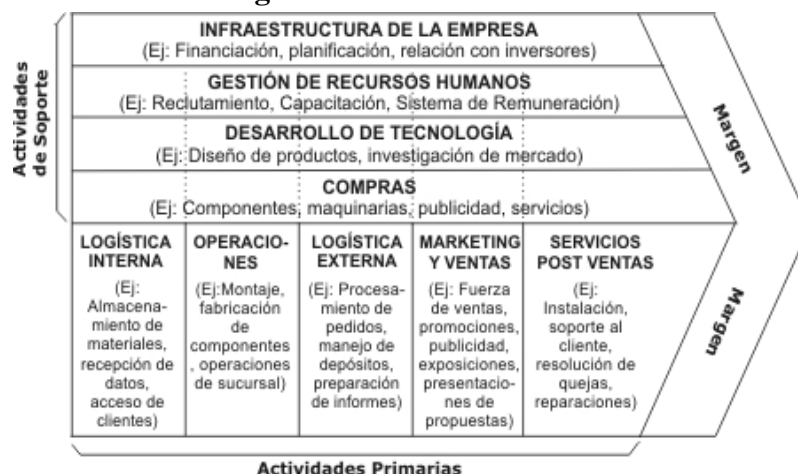 INFRAESTRUCTURA DE LA EMPRESA
(Ej: Financiación, planificación, relación con inversores)
GESTIÓN DE RECURSOS HUMANOS
(Ej: Reclutamiento, Capacitación, Sistema de Remuneración)
DESARROLLO DE TECNOLOGÍA
(Ej: Diseño de productos, investigación de mercado)
COMPRAS
(Ej: Componentes, maquinarias, publicidad, servicios)
Actividades
de Soporte
Margen
LOGÍSTICA
INTERNA
(Ej:
Almacena-
miento de
materiales,
recepción de
datos,
acceso de
clientes)
OPERACIO-
NES
(Ej:Montaje,
fabricación
de
componentes
, operaciones
de sucursal)
LOGÍSTICA
EXTERNA
(Ej: Procesa-
miento de
pedidos,
manejo de
depósitos,
preparación
de informes)
MARKETING
Y VENTAS
(Ej: Fuerza
de ventas,
promociones,
publicidad,
exposiciones,
presentacio-
nes de
propuestas)
SERVICIOS
POST VENTAS
(Ej:
Instalación,
soporte al
cliente,
resolución de
quejas,
reparaciones)
Margen
Actividades Primarias